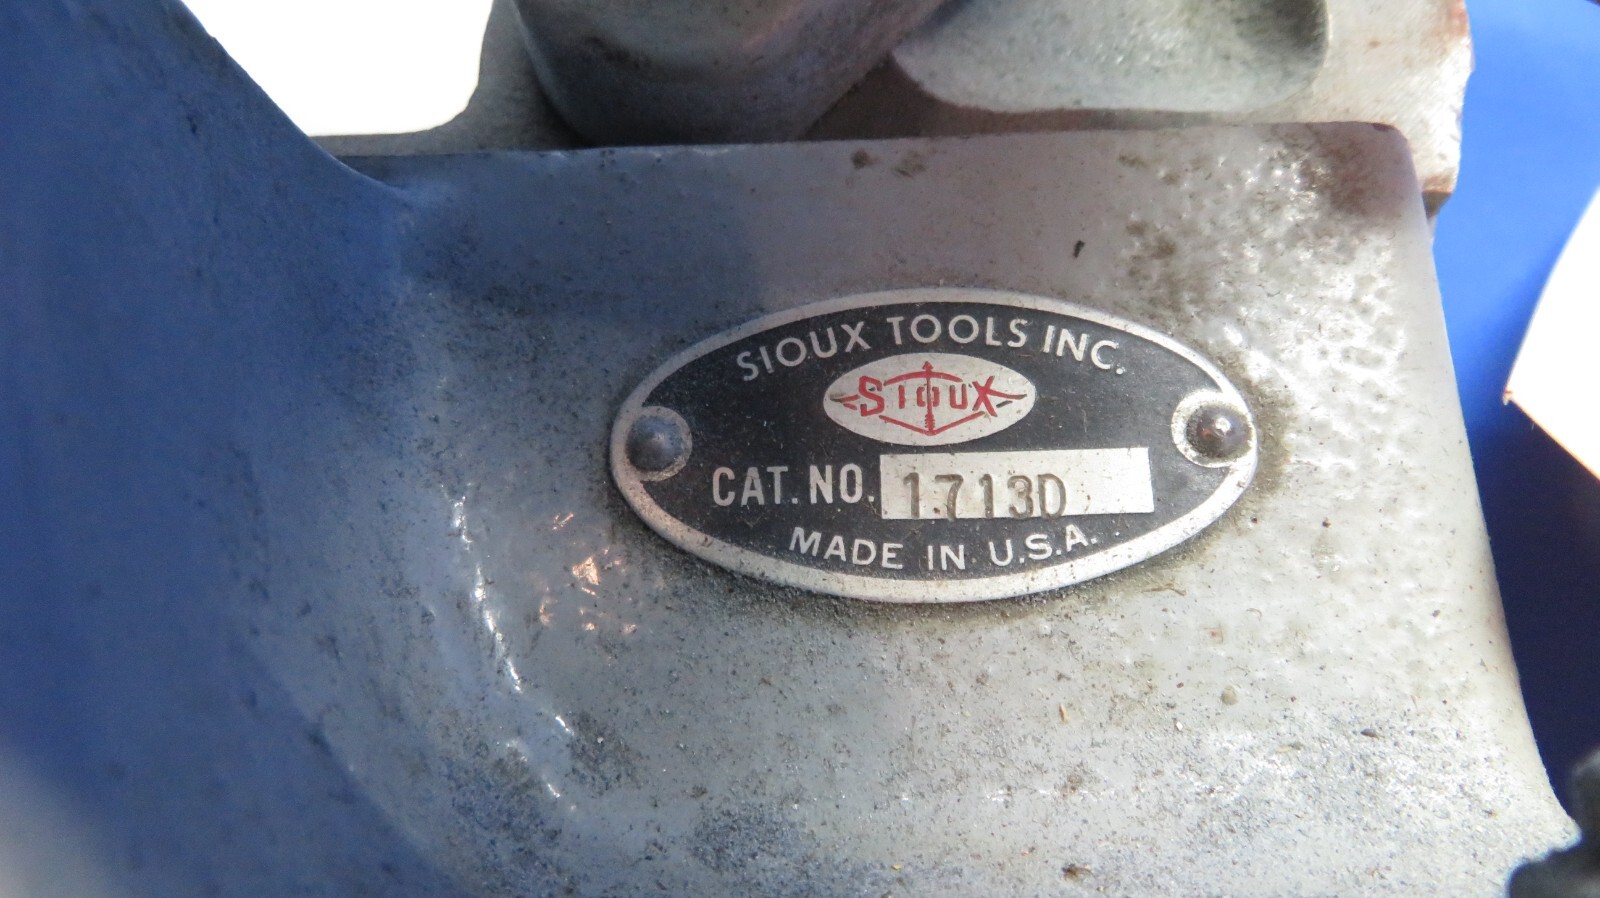 SIOUX TOOLS INC.
SIOUX
CAT. NO. 1713D
MADE IN U.S.A.